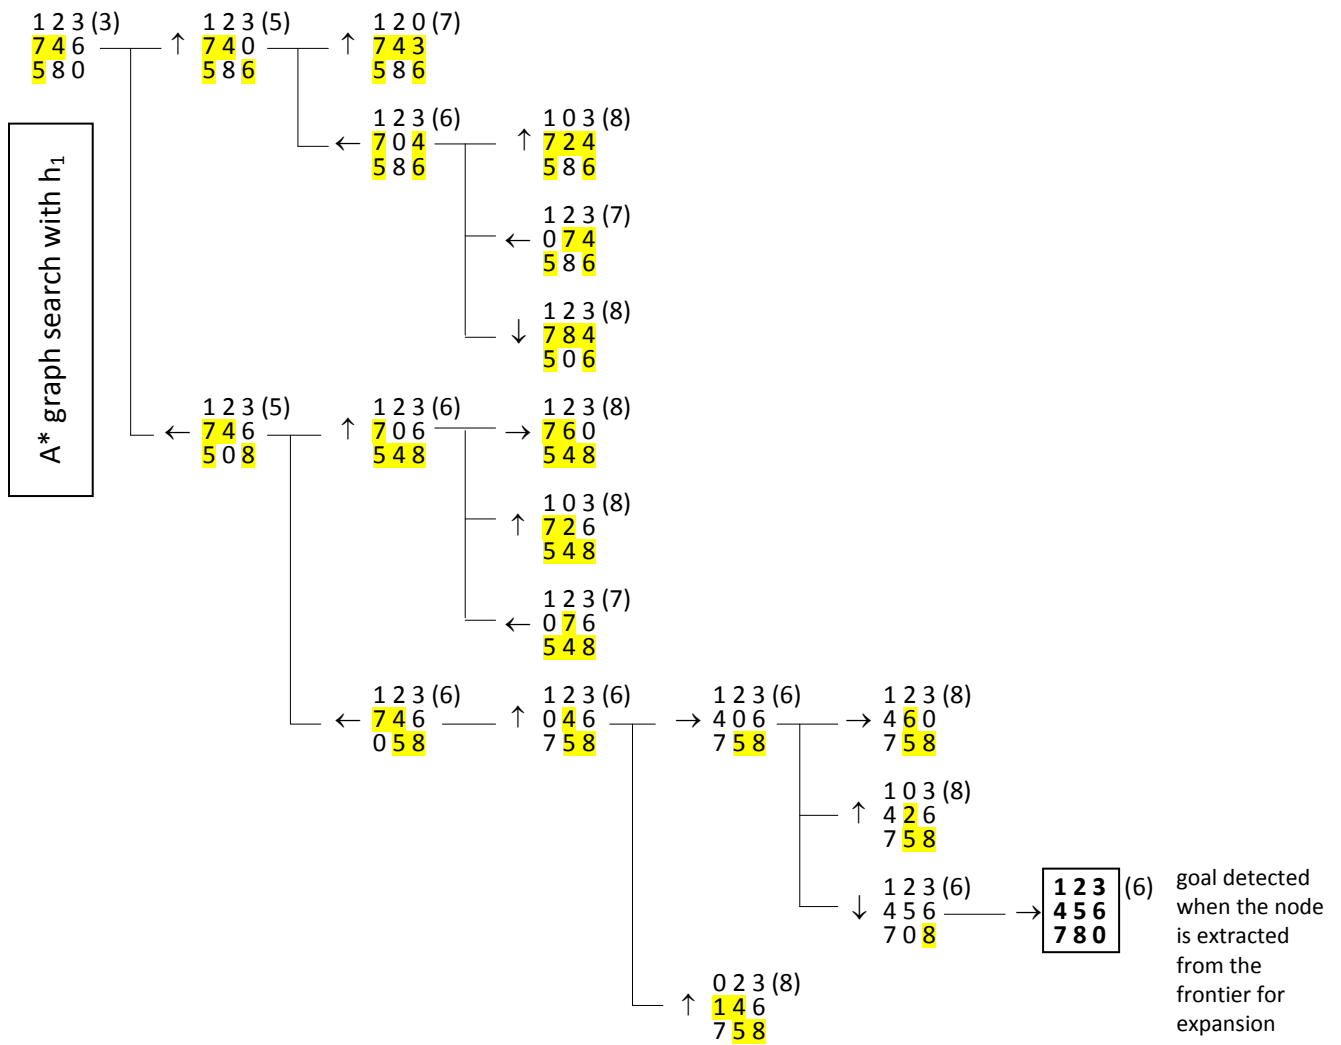 1 2 3 (3)
7 4 6
5 8 0
↑
1 2 3 (5)
7 4 0
5 8 6
↑
1 2 0 (7)
7 4 3
5 8 6
←
1 2 3 (6)
7 0 4
5 8 6
↑
1 0 3 (8)
7 2 4
5 8 6
←
1 2 3 (7)
0 7 4
5 8 6
↓
1 2 3 (8)
7 8 4
5 0 6
A* graph search with h₁
←
1 2 3 (5)
7 4 6
5 0 8
↑
1 2 3 (6)
7 0 6
5 4 8
→
1 2 3 (8)
7 6 0
5 4 8
↑
1 0 3 (8)
7 2 6
5 4 8
←
1 2 3 (7)
0 7 6
5 4 8
←
1 2 3 (6)
7 4 6
0 5 8
↑
1 2 3 (6)
0 4 6
7 5 8
→
1 2 3 (6)
4 0 6
7 5 8
→
1 2 3 (8)
4 6 0
7 5 8
↑
1 0 3 (8)
4 2 6
7 5 8
↓
1 2 3 (6)
4 5 6
7 0 8
→
1 2 3 (6)
4 5 6
7 8 0
goal detected
when the node
is extracted
from the
frontier for
expansion
↑
0 2 3 (8)
1 4 6
7 5 8